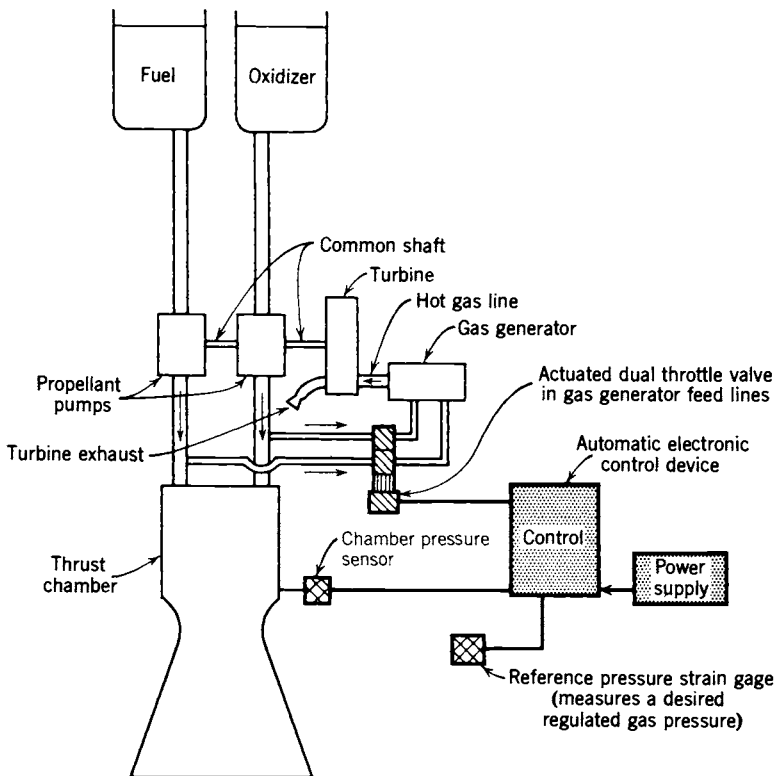 Fuel
Oxidizer
Common shaft
Turbine
Hot gas line
Gas generator
Propellant
pumps
Actuated dual throttle valve
in gas generator feed lines
Turbine exhaust
Automatic electronic
control device
Thrust
chamber
Chamber pressure
sensor
Control
Power
supply
Reference pressure strain gage
(measures a desired
regulated gas pressure)